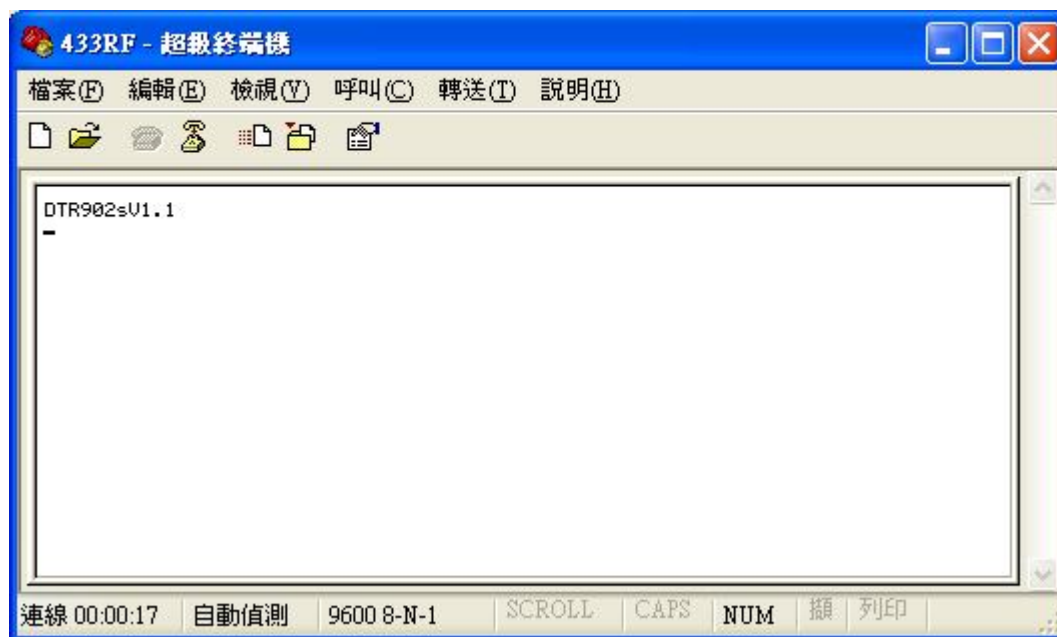 433RF - 超級終端機
檔案(F) 編輯(E) 檢視(V) 呼叫(C) 轉送(T) 説明(H)
DTR902sV1.1
連線 00:00:17 自動偵測 9600 8-N-1 SCROLL CAPS NUM 擷 列印